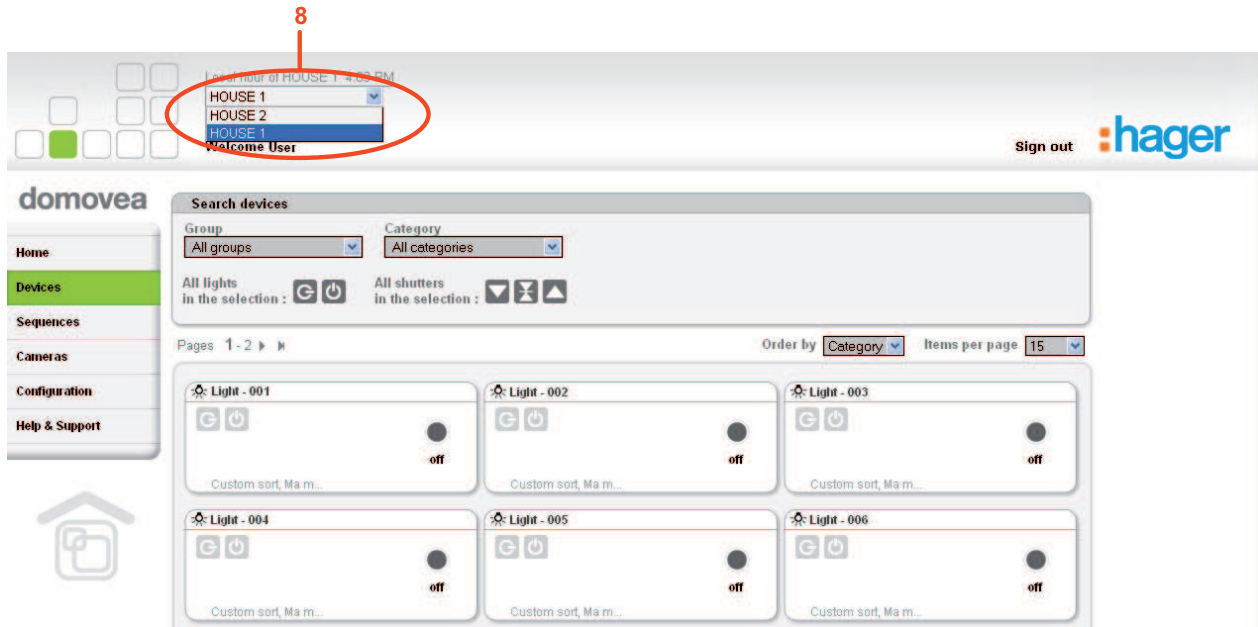 8
Local hour of HOUSE 1 4:03 PM
HOUSE 1
HOUSE 2
HOUSE 1
Welcome User
Sign out
:hager
domovea
Home
Devices
Sequences
Cameras
Configuration
Help & Support
Search devices
Group Category
All groups All categories
All lights All shutters
in the selection : in the selection :
Pages 1 - 2
Order by Category Items per page 15
Light - 001 Light - 002 Light - 003
off off off
Custom sort, Ma m... Custom sort, Ma m... Custom sort, Ma m...
Light - 004 Light - 005 Light - 006
off off off
Custom sort, Ma m... Custom sort, Ma m... Custom sort, Ma m...